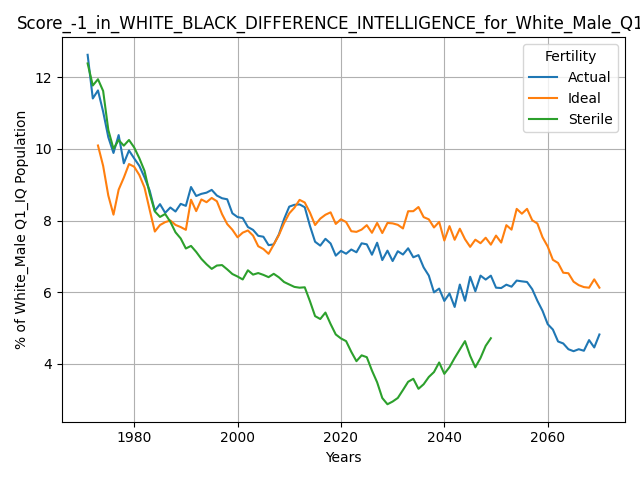 Score_-1_in_WHITE_BLACK_DIFFERENCE_INTELLIGENCE_for_White_Male_Q1
Fertility
Actual
Ideal
Sterile
% of White_Male Q1_IQ Population
12
10
8
6
4
1980 2000 2020 2040 2060
Years